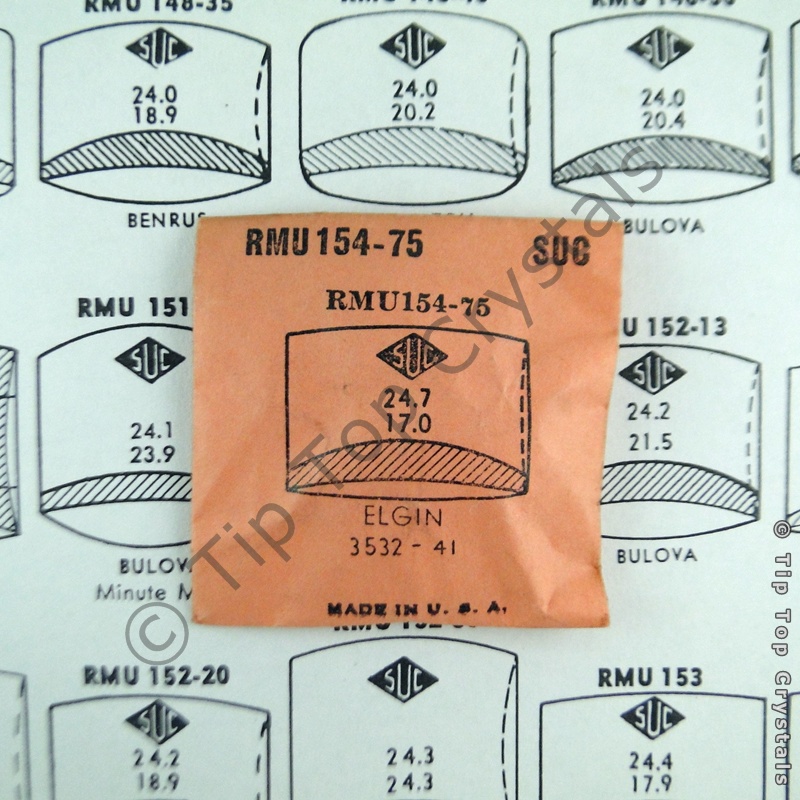 RMU 148-35
SUC
24.0
18.9
BENRUS
SUC
24.0
20.2
SUC
24.0
20.4
BULOVA
RMU 154-75 SUC
RMU154-75
SUC
24.7
17.0
ELGIN
3532 - 41
MADE IN U. S. A.
RMU 151
SUC
24.1
23.9
BULOV
Minute M
U 152-13
SUC
24.2
21.5
BULOVA
RMU 152-20
SUC
24.2
18.9
SUC
24.3
24.3
RMU 153
SUC
24.4
17.9
© Tip Top Crystals
© Tip Top Crystals